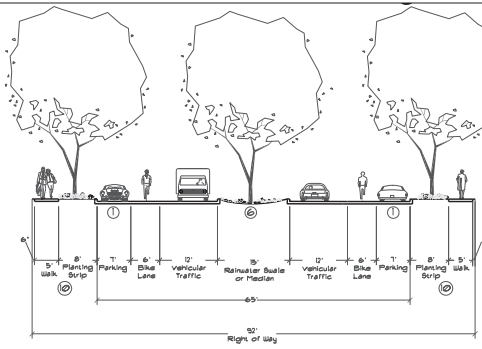 1 6 1
6"
5' 8' 7' 6' 12' 15' 12' 6' 7' 8' 5'
Walk Planting Parking Bike Vehicular Rainwater Swale Vehicular Bike Parking Planting Walk
Strip Lane Traffic or Median Traffic Lane Strip
10 10
65'
92'
Right of Way